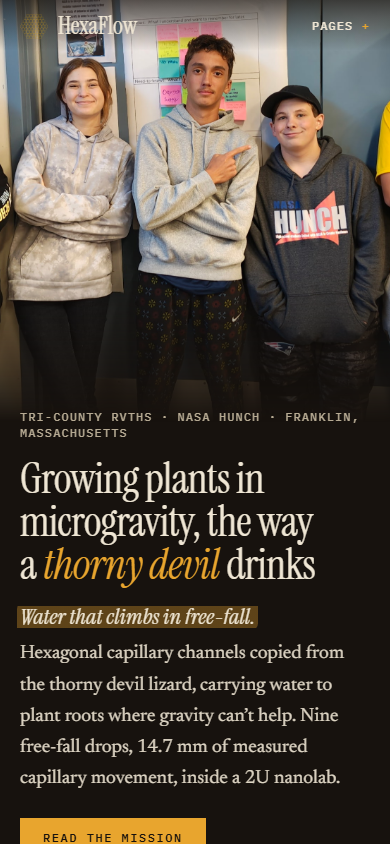 HexaFlow
PAGES +
HUNCH
TRI-COUNTY RVTHS · NASA HUNCH · FRANKLIN,
MASSACHUSETTS
Growing plants in
microgravity, the way
a thorny devil drinks
Water that climbs in free-fall.
Hexagonal capillary channels copied from
the thorny devil lizard, carrying water to
plant roots where gravity can’t help. Nine
free-fall drops, 14.7 mm of measured
capillary movement, inside a 2U nanolab.
READ THE MISSION